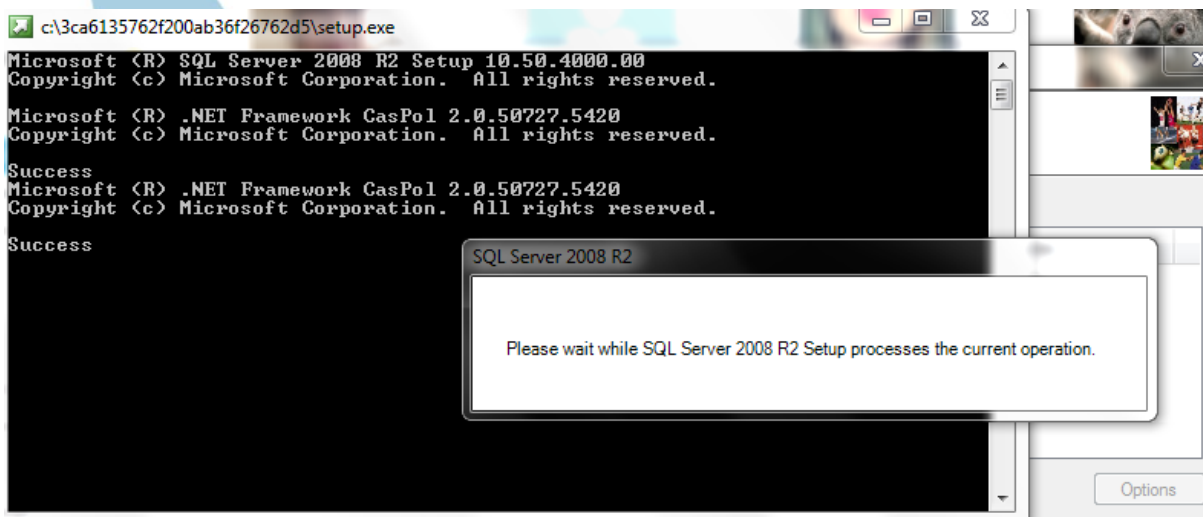 c:\3ca6135762f200ab36f26762d5\setup.exe
Microsoft (R) SQL Server 2008 R2 Setup 10.50.4000.00
Copyright (c) Microsoft Corporation.  All rights reserved.
Microsoft (R) .NET Framework CasPol 2.0.50727.5420
Copyright (c) Microsoft Corporation.  All rights reserved.
Success
Microsoft (R) .NET Framework CasPol 2.0.50727.5420
Copyright (c) Microsoft Corporation.  All rights reserved.
Success
SQL Server 2008 R2
Please wait while SQL Server 2008 R2 Setup processes the current operation.
Options